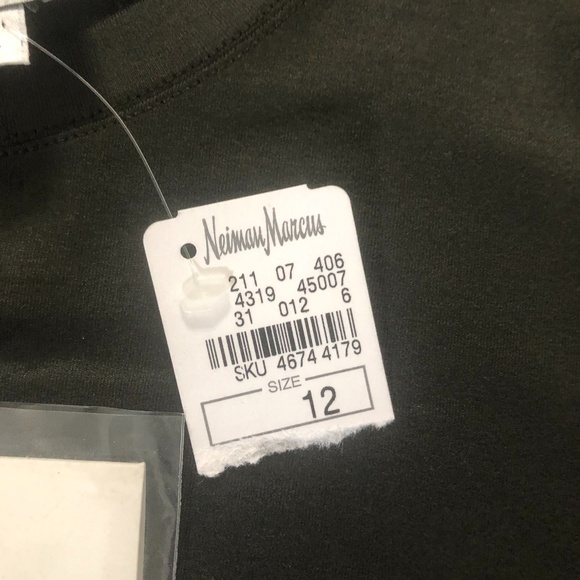 Neiman Marcus
211 07 406
4319 45007
31 012 6
SKU 4674 4179
SIZE
12